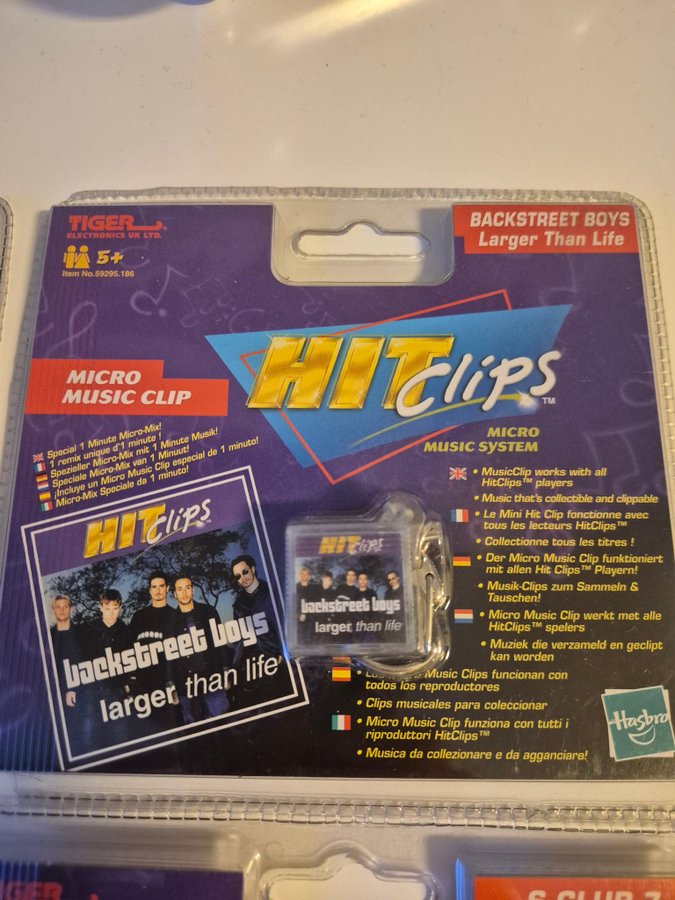 TIGER
ELECTRONICS UK LTD.
5+
Item No.59295.186
BACKSTREET BOYS
Larger Than Life
HIT Clips™
MICRO
MUSIC SYSTEM
MICRO
MUSIC CLIP
Special 1 Minute Micro-Mix!
1 remix unique d'1 minute !
Spezieller Micro-Mix mit 1 Minute Musik!
Speciale Micro-Mix van 1 Minuut!
¡Incluye un Micro Music Clip especial de 1 minuto!
Micro-Mix Speciale da 1 minuto!
HIT Clips™
backstreet boys
larger than life
HIT Clips
backstreet boys
larger than life
• MusicClip works with all
HitClips™ players
• Music that's collectible and clippable
• Le Mini Hit Clip fonctionne avec
tous les lecteurs HitClips™
• Collectionne tous les titres !
• Der Micro Music Clip funktioniert
mit allen Hit Clips™ Playern!
• Musik-Clips zum Sammeln &
Tauschen!
• Micro Music Clip werkt met alle
HitClips™ spelers
• Muziek die verzameld en geclipt
kan worden
Music Clips funcionan con
todos los reproductores
• Clips musicales para coleccionar
• Micro Music Clip funziona con tutti i
riproduttori HitClips™
• Musica da collezionare e da agganciare!
Hasbro
TIGER
S CLUB 7